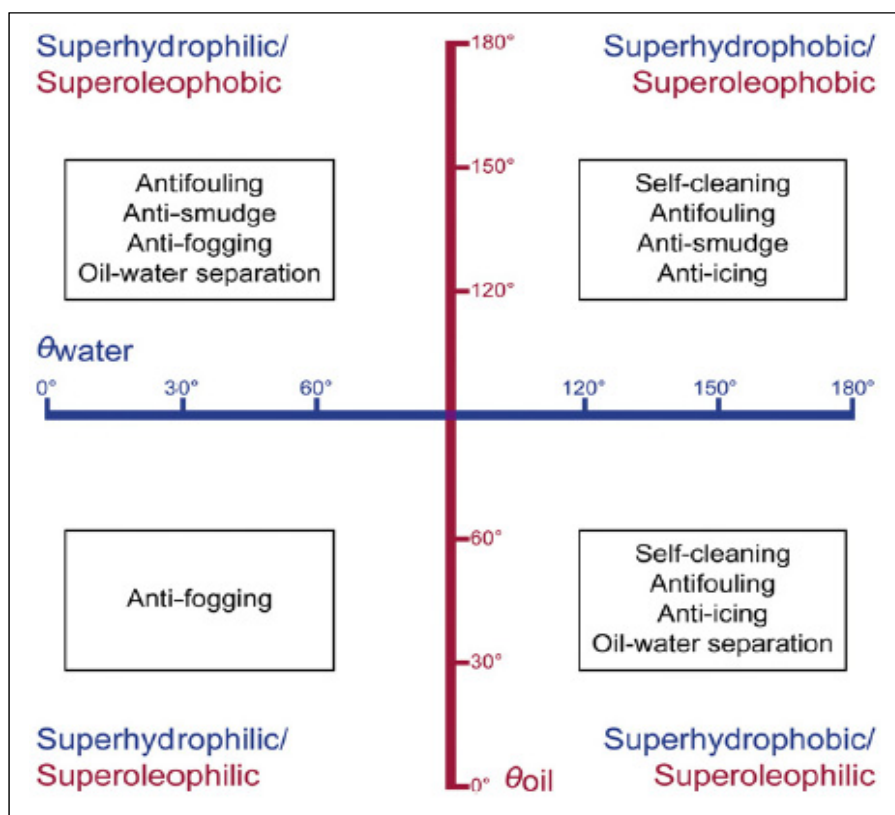 Superhydrophilic/
Superoleophobic
180°
Superhydrophobic/
Superoleophobic
150°
Antifouling
Anti-smudge
Anti-fogging
Oil-water separation
Self-cleaning
Antifouling
Anti-smudge
Anti-icing
120°
θwater
0° 30° 60° 120° 150° 180°
60°
Anti-fogging
Self-cleaning
Antifouling
Anti-icing
Oil-water separation
30°
Superhydrophilic/
Superoleophilic
0° θoil
Superhydrophobic/
Superoleophilic